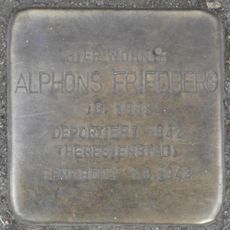 HIER WOHNTE
ALPHONS FRIEDBERG
JG.
DEPORTIERT 1942
THERESIENSTADT
ERMORDET